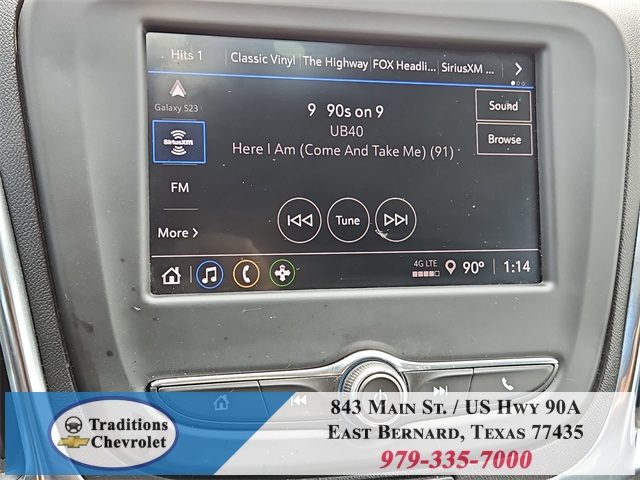 Hits 1
Classic Vinyl
The Highway
FOX Headli...
SiriusXM ...
Galaxy S23
9 90s on 9
Sound
SiriusXM
UB40
Browse
Here I Am (Come And Take Me) (91)
FM
Tune
More >
4G LTE
90°
1:14
Traditions
Chevrolet
843 Main St. / US Hwy 90A
East Bernard, Texas 77435
979-335-7000